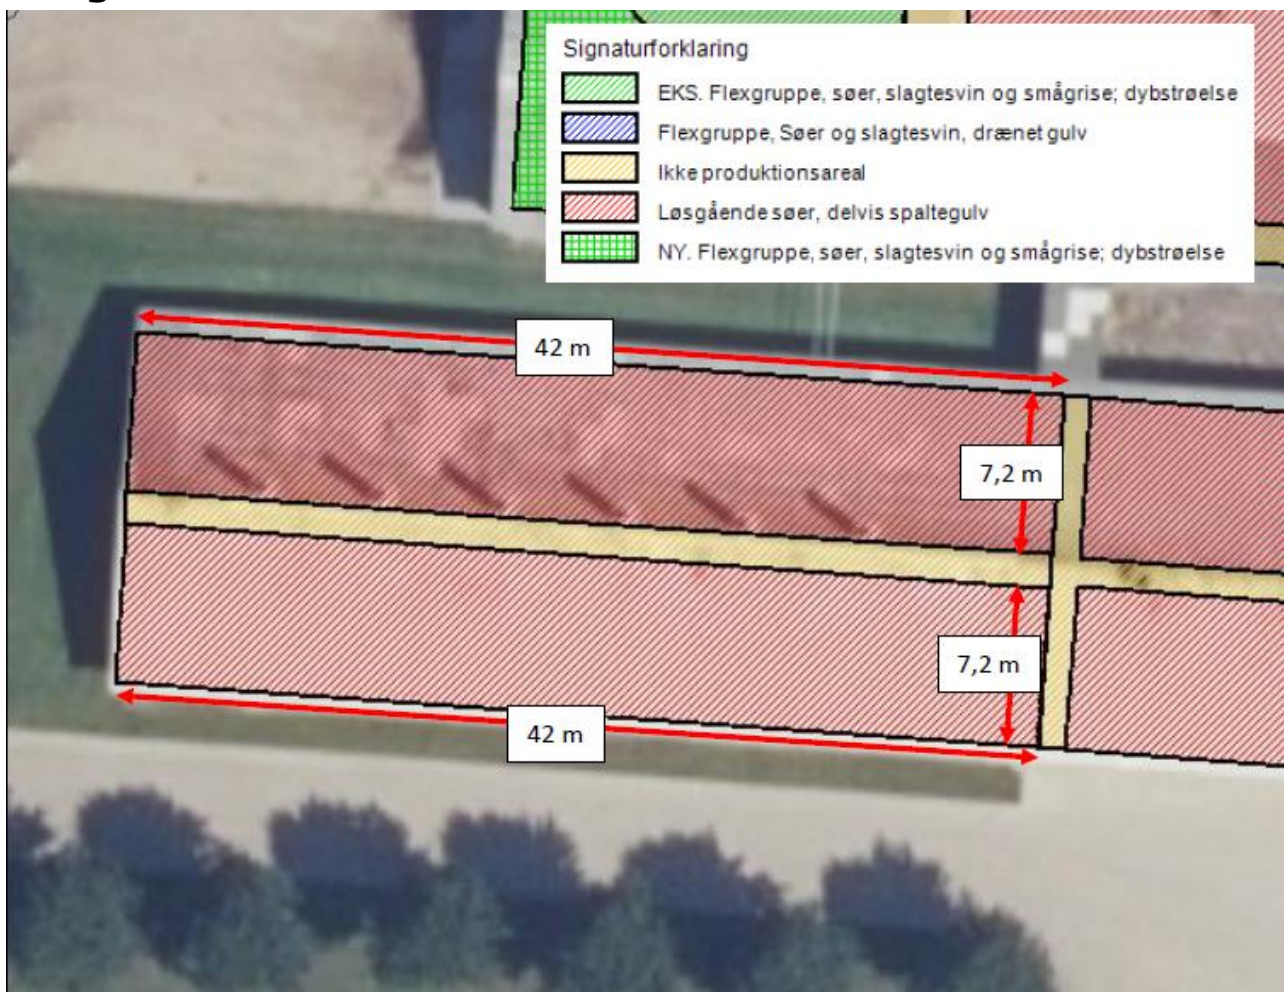 Signaturforklaring
EKS. Flexgruppe, søer, slagtesvin og smågrise; dybstrøelse
Flexgruppe, Søer og slagtesvin, drænet gulv
Ikke produktionsareal
Løsgående søer, delvis spaltegulv
NY. Flexgruppe, søer, slagtesvin og smågrise; dybstrøelse
42 m
7,2 m
7,2 m
42 m